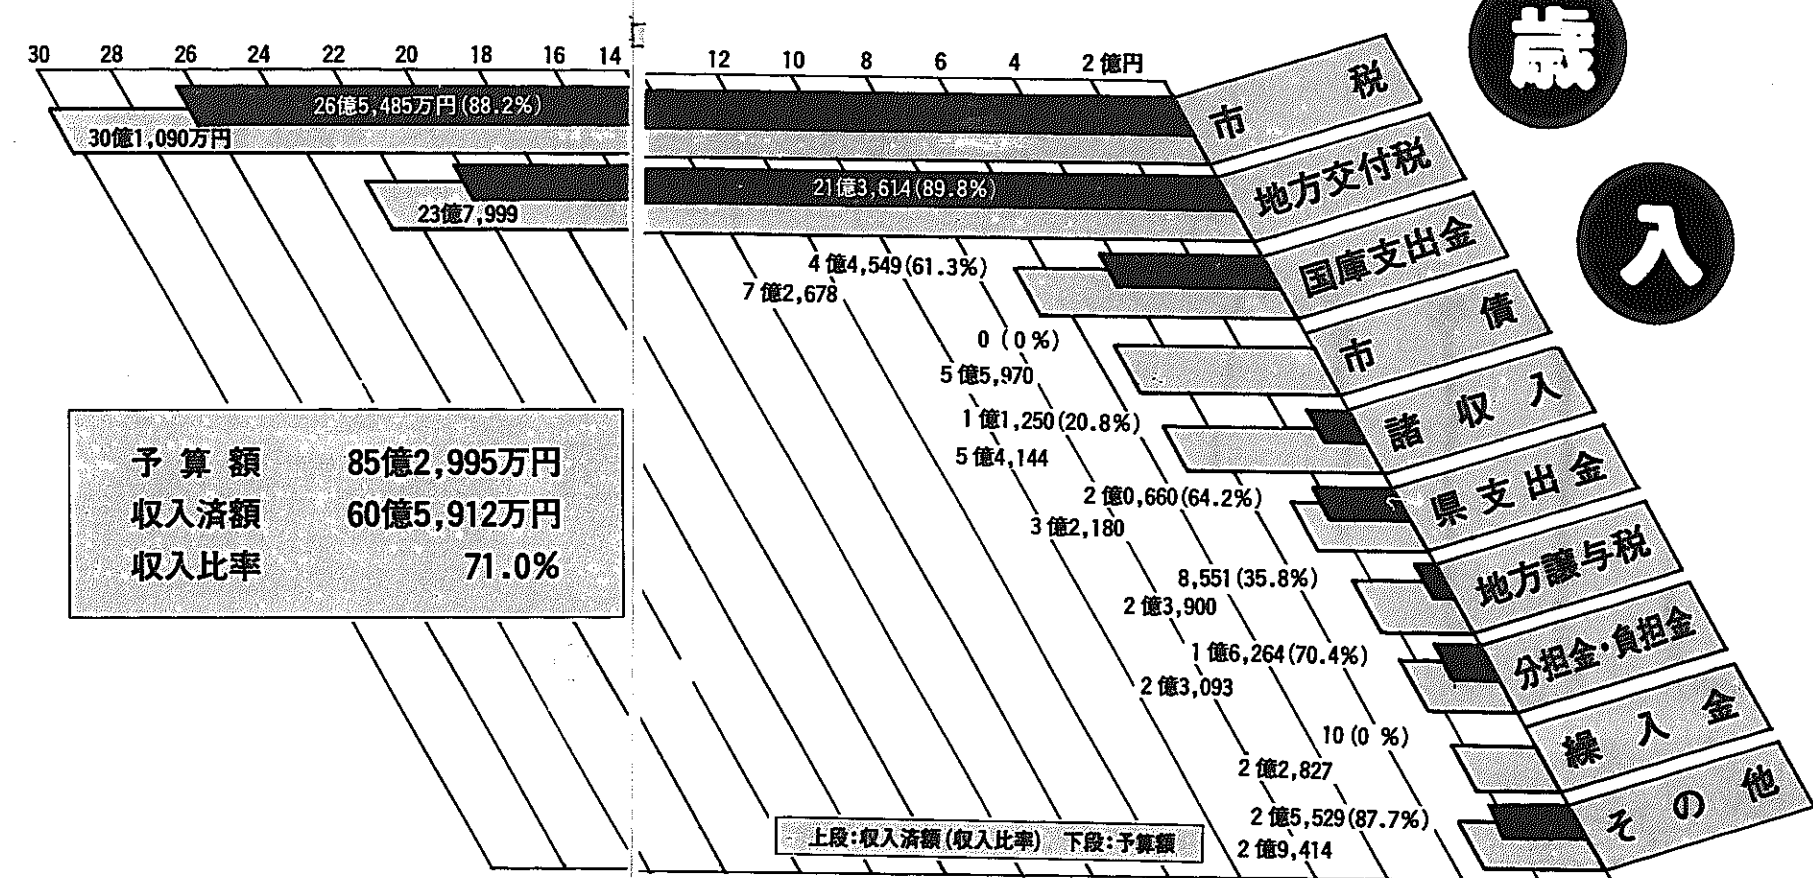 歳
入
30 28 26 24 22 20 18 16 14 12 10 8 6 4 2億円
市税
26億5,485万円(88.2%)
30億1,090万円
地方交付税
21億3,614(89.8%)
23億7,999
国庫支出金
4億4,549(61.3%)
7億2,678
市債
0(0%)
5億5,970
諸収入
1億1,250(20.8%)
5億4,144
県支出金
2億0,660(64.2%)
3億2,180
地方譲与税
8,551(35.8%)
2億3,900
分担金・負担金
1億6,264(70.4%)
2億3,093
繰入金
10(0%)
2億2,827
その他
2億5,529(87.7%)
2億9,414
予算額 85億2,995万円
収入済額 60億5,912万円
収入比率 71.0%
上段:収入済額(収入比率) 下段:予算額